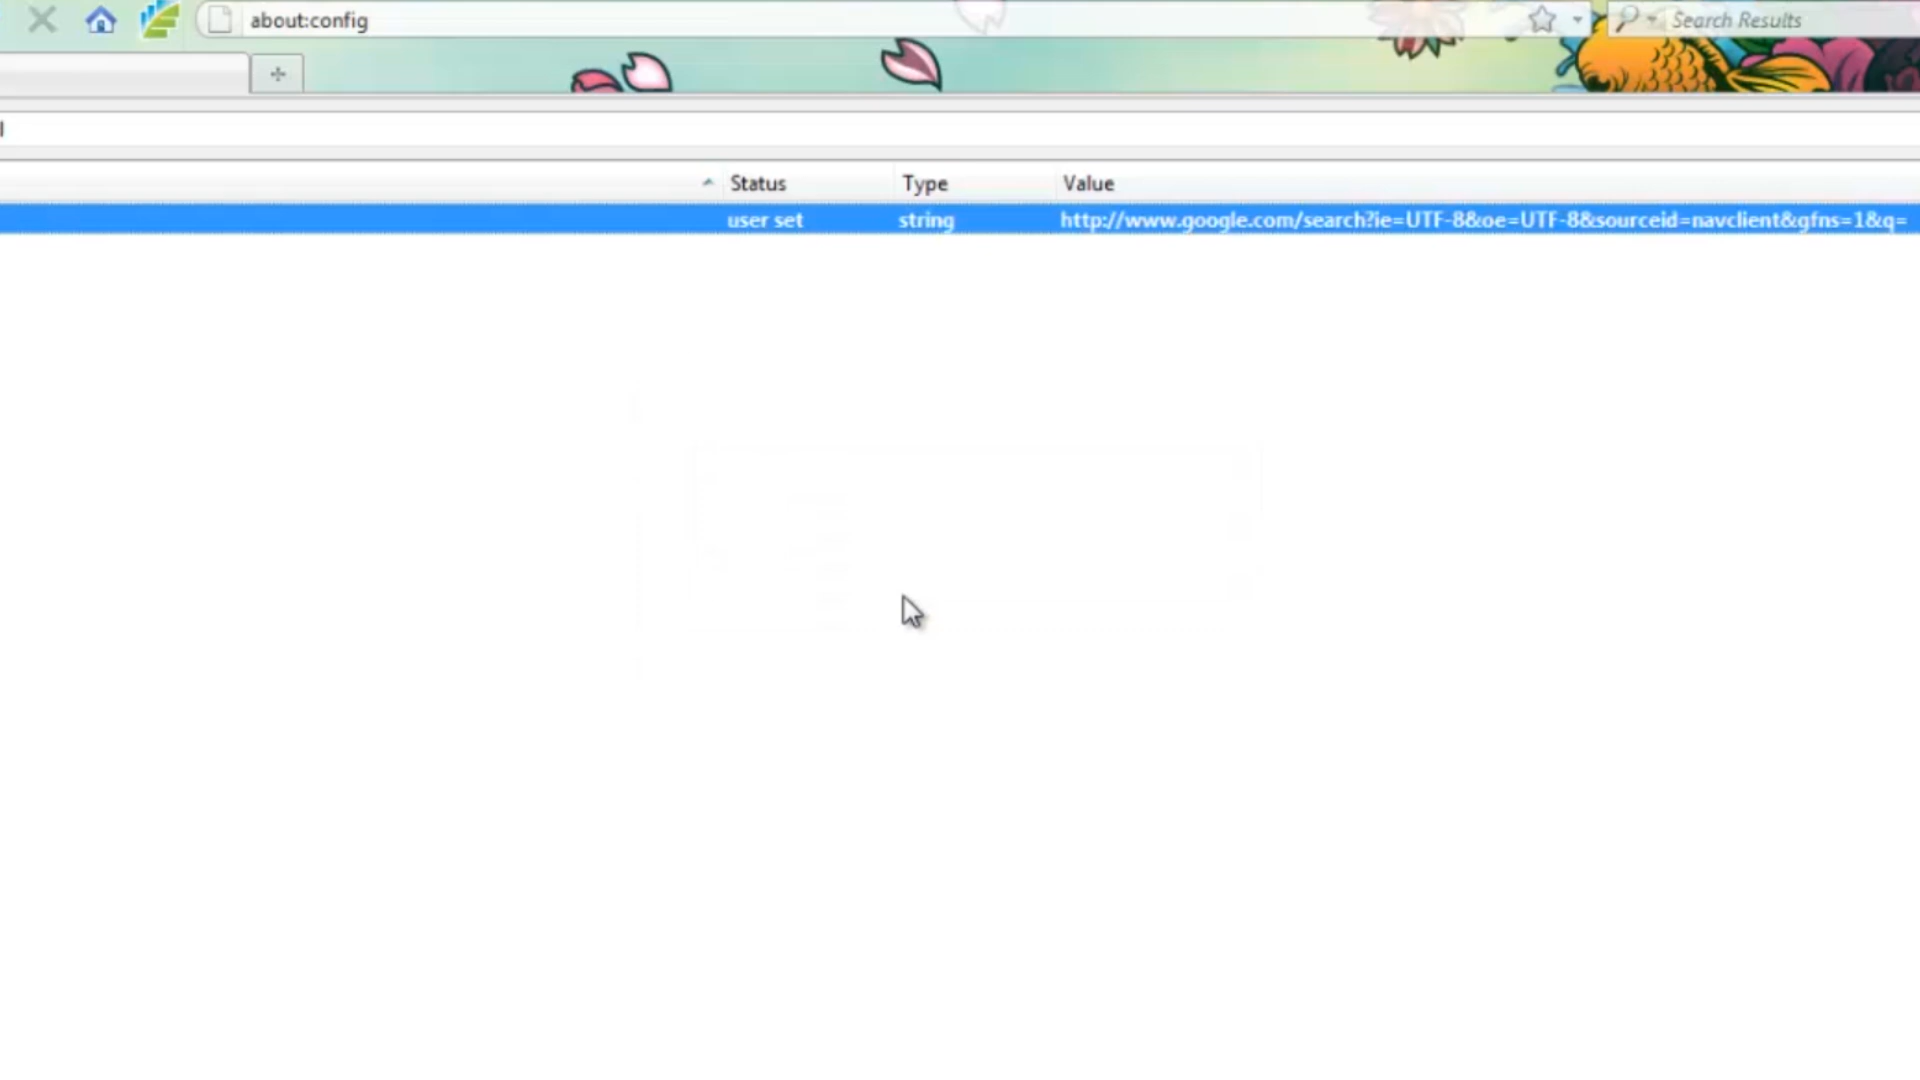 about:config
Search Results
Status Type Value
user set string http://www.google.com/search?ie=UTF-8&oe=UTF-8&sourceid=navclient&gfns=1&q=